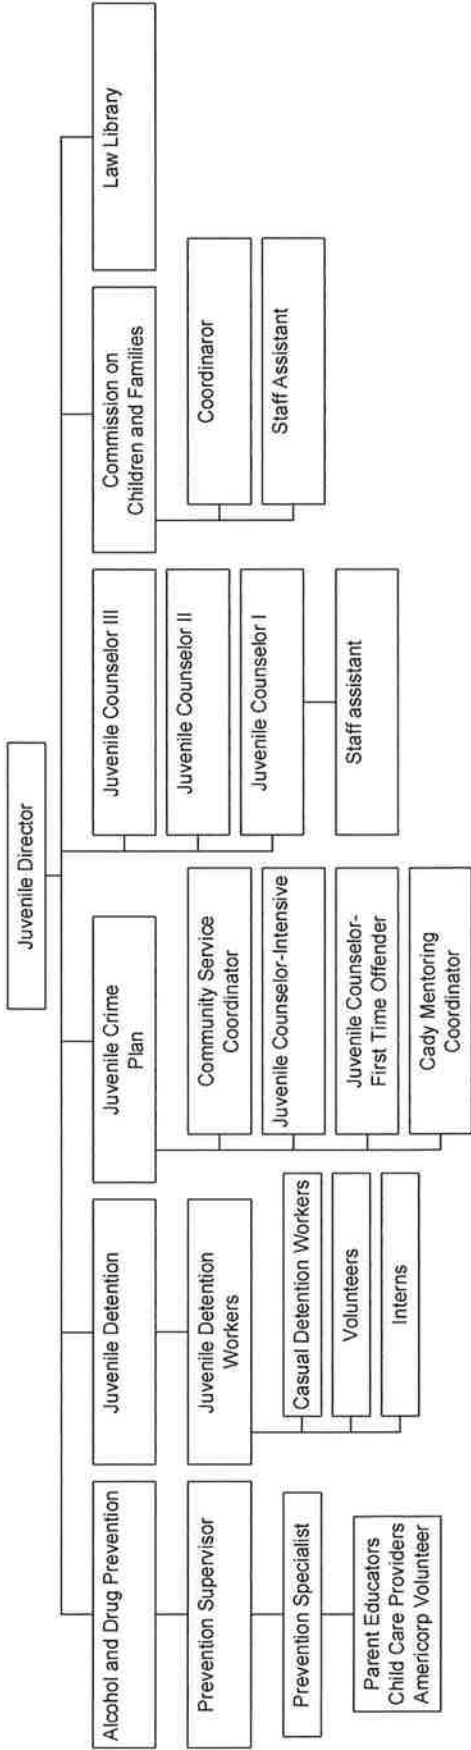 Juvenile Director
Alcohol and Drug Prevention
Prevention Supervisor
Prevention Specialist
Parent Educators
Child Care Providers
Americorp Volunteer
Juvenile Detention
Juvenile Detention
Workers
Casual Detention Workers
Volunteers
Interns
Juvenile Crime
Plan
Community Service
Coordinator
Juvenile Counselor-Intensive
Juvenile Counselor-
First Time Offender
Cady Mentoring
Coordinator
Juvenile Counselor III
Juvenile Counselor II
Juvenile Counselor I
Staff assistant
Commission on
Children and Families
Coordinaror
Staff Assistant
Law Library